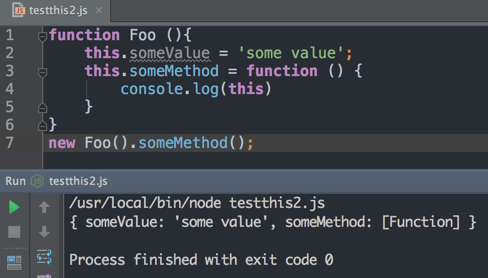 testthis2.js
1 function Foo (){
2     this.someValue = 'some value';
3     this.someMethod = function () {
4         console.log(this)
5     }
6 }
7 new Foo().someMethod();
Run testthis2.js
/usr/local/bin/node testthis2.js
{ someValue: 'some value', someMethod: [Function] }
Process finished with exit code 0